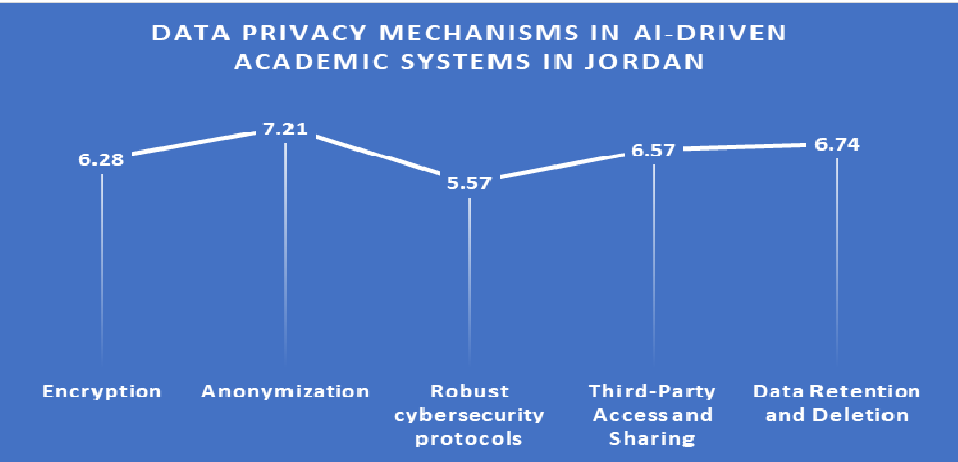 DATA PRIVACY MECHANISMS IN AI-DRIVEN
ACADEMIC SYSTEMS IN JORDAN
6.28
7.21
5.57
6.57
6.74
Encryption
Anonymization
Robust
cybersecurity
protocols
Third-Party
Access and
Sharing
Data Retention
and Deletion